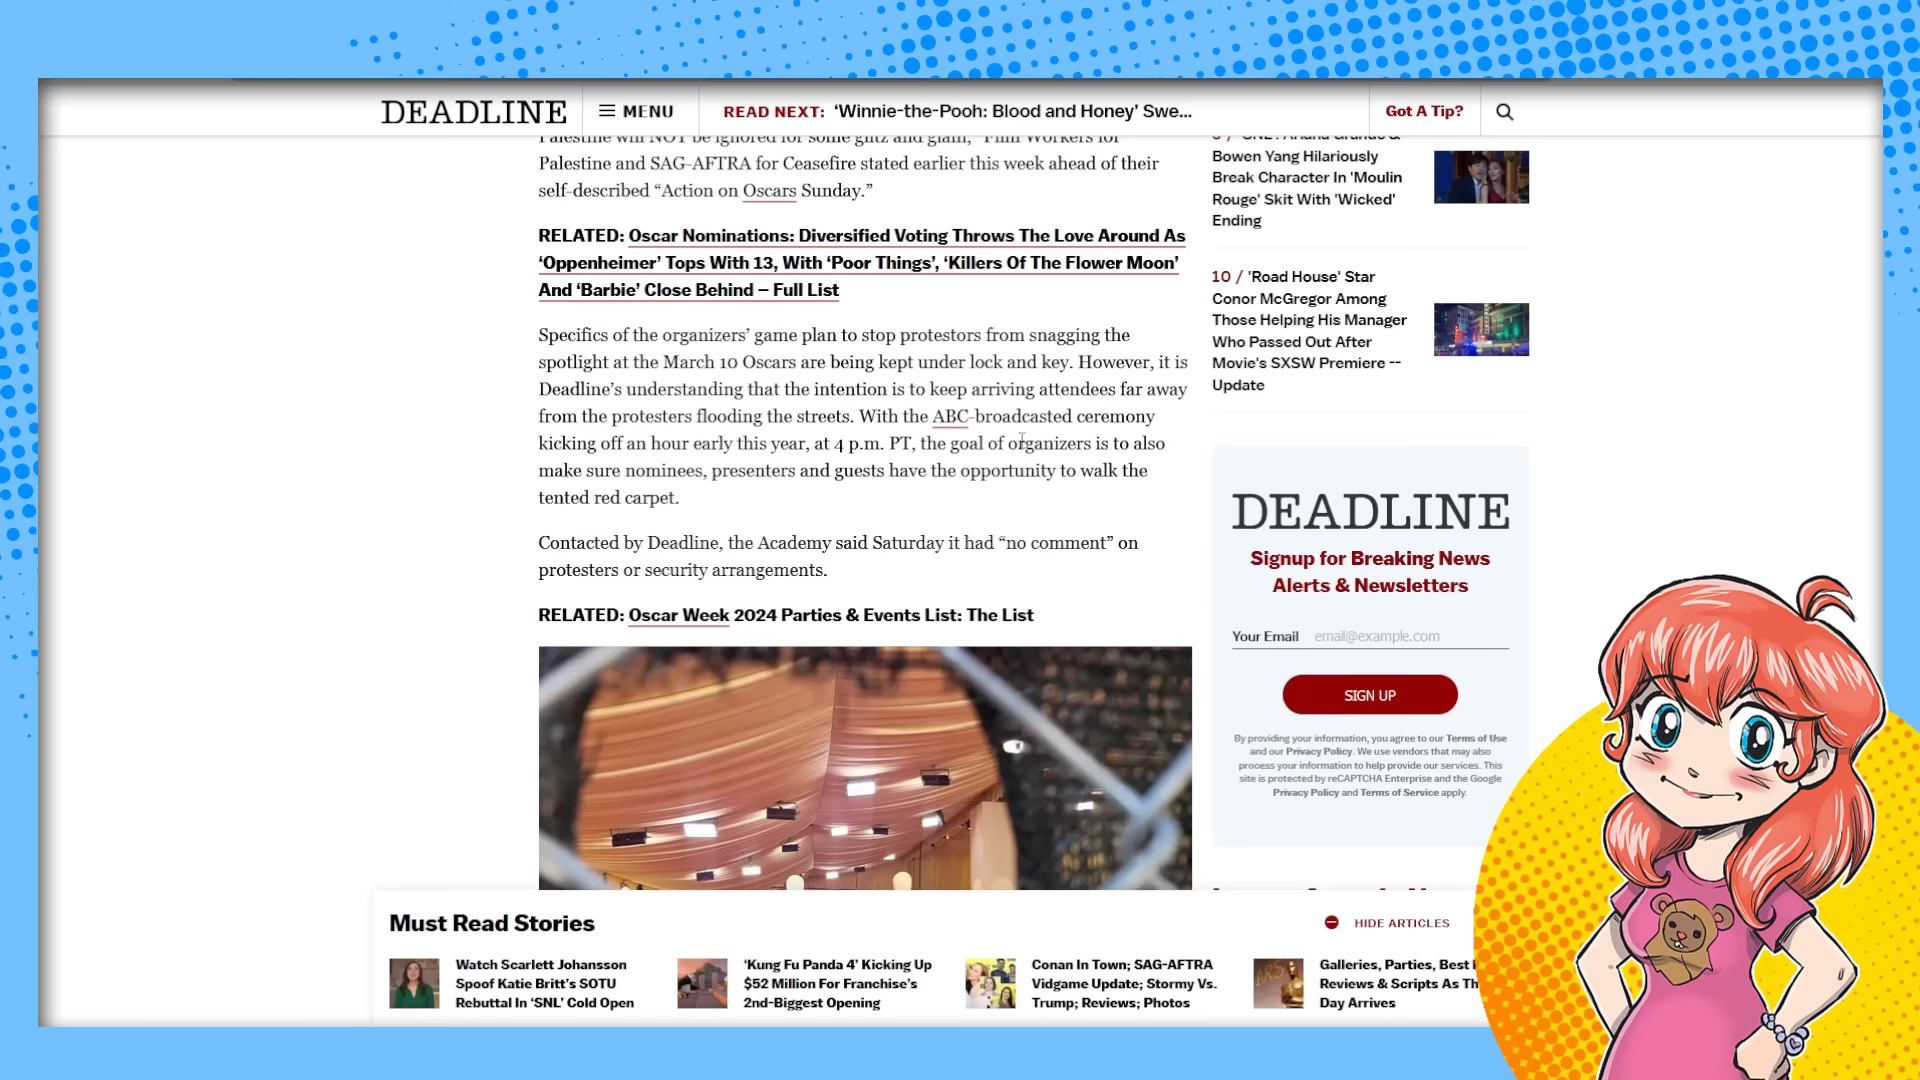 DEADLINE
MENU
READ NEXT: ‘Winnie-the-Pooh: Blood and Honey’ Swe...
Got A Tip?
Palestine will NOT be ignored for some glitz and glam,” Film Workers for
Palestine and SAG-AFTRA for Ceasefire stated earlier this week ahead of their
self-described “Action on Oscars Sunday.”
RELATED: Oscar Nominations: Diversified Voting Throws The Love Around As
‘Oppenheimer’ Tops With 13, With ‘Poor Things’, ‘Killers Of The Flower Moon’
And ‘Barbie’ Close Behind – Full List
Specifics of the organizers’ game plan to stop protestors from snagging the
spotlight at the March 10 Oscars are being kept under lock and key. However, it is
Deadline’s understanding that the intention is to keep arriving attendees far away
from the protesters flooding the streets. With the ABC-broadcasted ceremony
kicking off an hour early this year, at 4 p.m. PT, the goal of organizers is to also
make sure nominees, presenters and guests have the opportunity to walk the
tented red carpet.
Contacted by Deadline, the Academy said Saturday it had “no comment” on
protesters or security arrangements.
RELATED: Oscar Week 2024 Parties & Events List: The List
'SNL': Ariana Grande &
Bowen Yang Hilariously
Break Character In 'Moulin
Rouge' Skit With 'Wicked'
Ending
10 / 'Road House' Star
Conor McGregor Among
Those Helping His Manager
Who Passed Out After
Movie's SXSW Premiere --
Update
DEADLINE
Signup for Breaking News
Alerts & Newsletters
Your Email email@example.com
SIGN UP
By providing your information, you agree to our Terms of Use
and our Privacy Policy. We use vendors that may also
process your information to help provide our services. This
site is protected by reCAPTCHA Enterprise and the Google
Privacy Policy and Terms of Service apply.
Must Read Stories
HIDE ARTICLES
Watch Scarlett Johansson
Spoof Katie Britt’s SOTU
Rebuttal In ‘SNL’ Cold Open
‘Kung Fu Panda 4’ Kicking Up
$52 Million For Franchise’s
2nd-Biggest Opening
Conan In Town; SAG-AFTRA
Vidgame Update; Stormy Vs.
Trump; Reviews; Photos
Galleries, Parties, Best
Reviews & Scripts As Th
Day Arrives